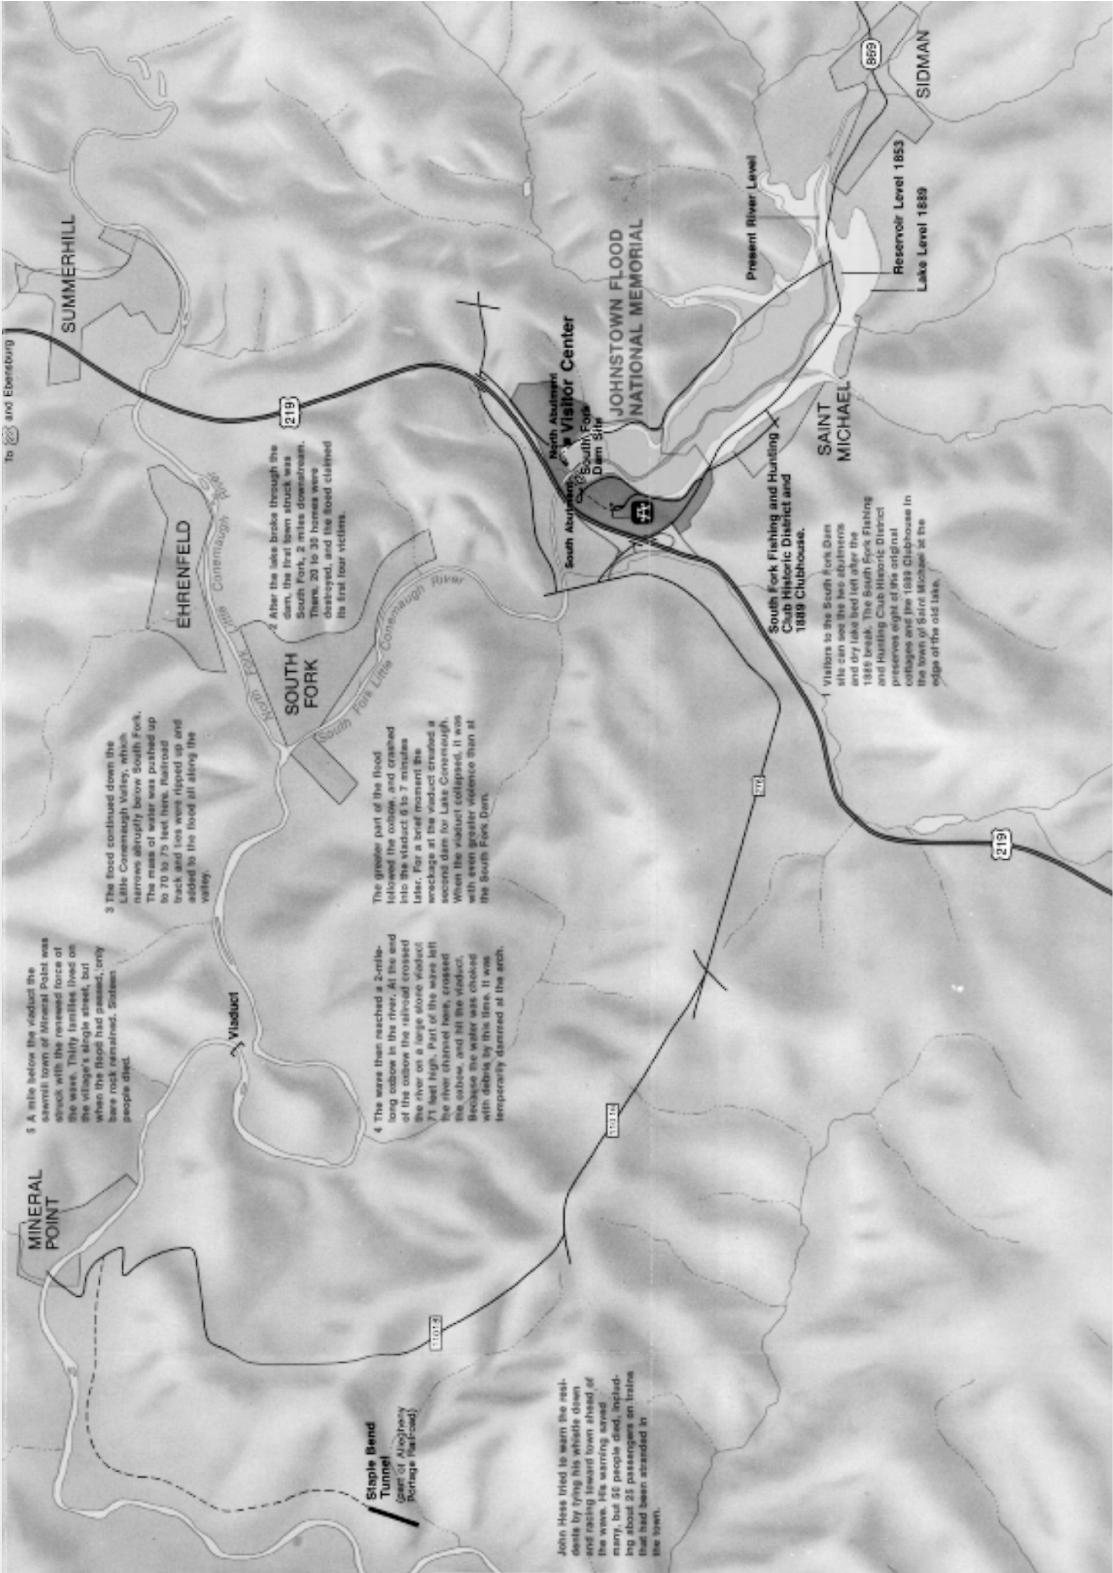 To 22 and Ebensburg
SUMMERHILL
219
EHRENFELD
North Fork Little Conemaugh River
SOUTH
FORK
South Fork Little Conemaugh River
SIDMAN
869
Present River Level
Reservoir Level 1853
Lake Level 1889
JOHNSTOWN FLOOD
NATIONAL MEMORIAL
North Abutment
Visitor Center
South Fork
Dam Site
South Abutment
SAINT
MICHAEL
South Fork Fishing and Hunting
Club Historic District and
1889 Clubhouse.
1 Visitors to the South Fork Dam
site can see the two abutments
and dry lake bed left after the
1889 break. The South Fork Fishing
and Hunting Club Historic District
preserves eight of the original
cottages and the 1889 Clubhouse in
the town of Saint Michael at the
edge of the old lake.
2 After the lake broke through the
dam, the first town struck was
South Fork, 2 miles downstream.
There, 20 to 30 homes were
destroyed, and the flood claimed
its first four victims.
3 The flood continued down the
Little Conemaugh Valley, which
narrows abruptly below South Fork.
The mass of water was pushed up
to 70 to 75 feet here. Railroad
track and ties were ripped up and
added to the flood all along the
valley.
4 The wave then reached a 2-mile-
long oxbow in the river. At the end
of the oxbow the railroad crossed
the river on a large stone viaduct
71 feet high. Part of the wave left
the river channel here, crossed
the oxbow, and hit the viaduct.
Because the water was choked
with debris by this time, it was
temporarily dammed at the arch.
The greater part of the flood
followed the oxbow, and crashed
into the viaduct 6 to 7 minutes
later. For a brief moment the
wreckage at the viaduct created a
second dam for Lake Conemaugh.
When the viaduct collapsed, it was
with even greater violence than at
the South Fork Dam.
Viaduct
5 A mile below the viaduct the
sawmill town of Mineral Point was
struck with the renewed force of
the wave. Thirty families lived on
the village's single street, but
when the flood had passed, only
bare rock remained. Sixteen
people died.
MINERAL
POINT
Staple Bend
Tunnel
(part of Allegheny
Portage Railroad)
John Hess tried to warn the resi-
dents by tying his whistle down
and racing toward town ahead of
the wave. His warning saved
many, but 50 people died, includ-
ing about 25 passengers on trains
that had been stranded in
the town.
219